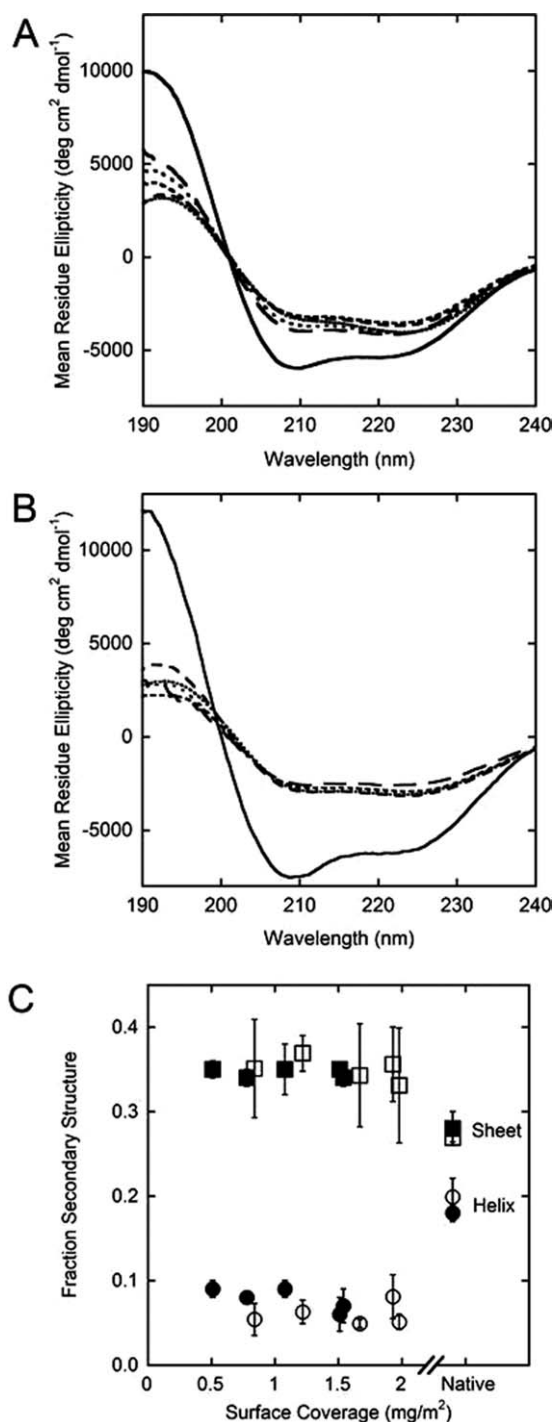 A
Mean Residue Ellipticity (deg cm² dmol⁻¹)
10000
5000
0
-5000
190 200 210 220 230 240
Wavelength (nm)
B
Mean Residue Ellipticity (deg cm² dmol⁻¹)
10000
5000
0
-5000
190 200 210 220 230 240
Wavelength (nm)
C
Fraction Secondary Structure
0.4
0.3
0.2
0.1
0.0
Sheet
Helix
0 0.5 1 1.5 2 Native
Surface Coverage (mg/m²)